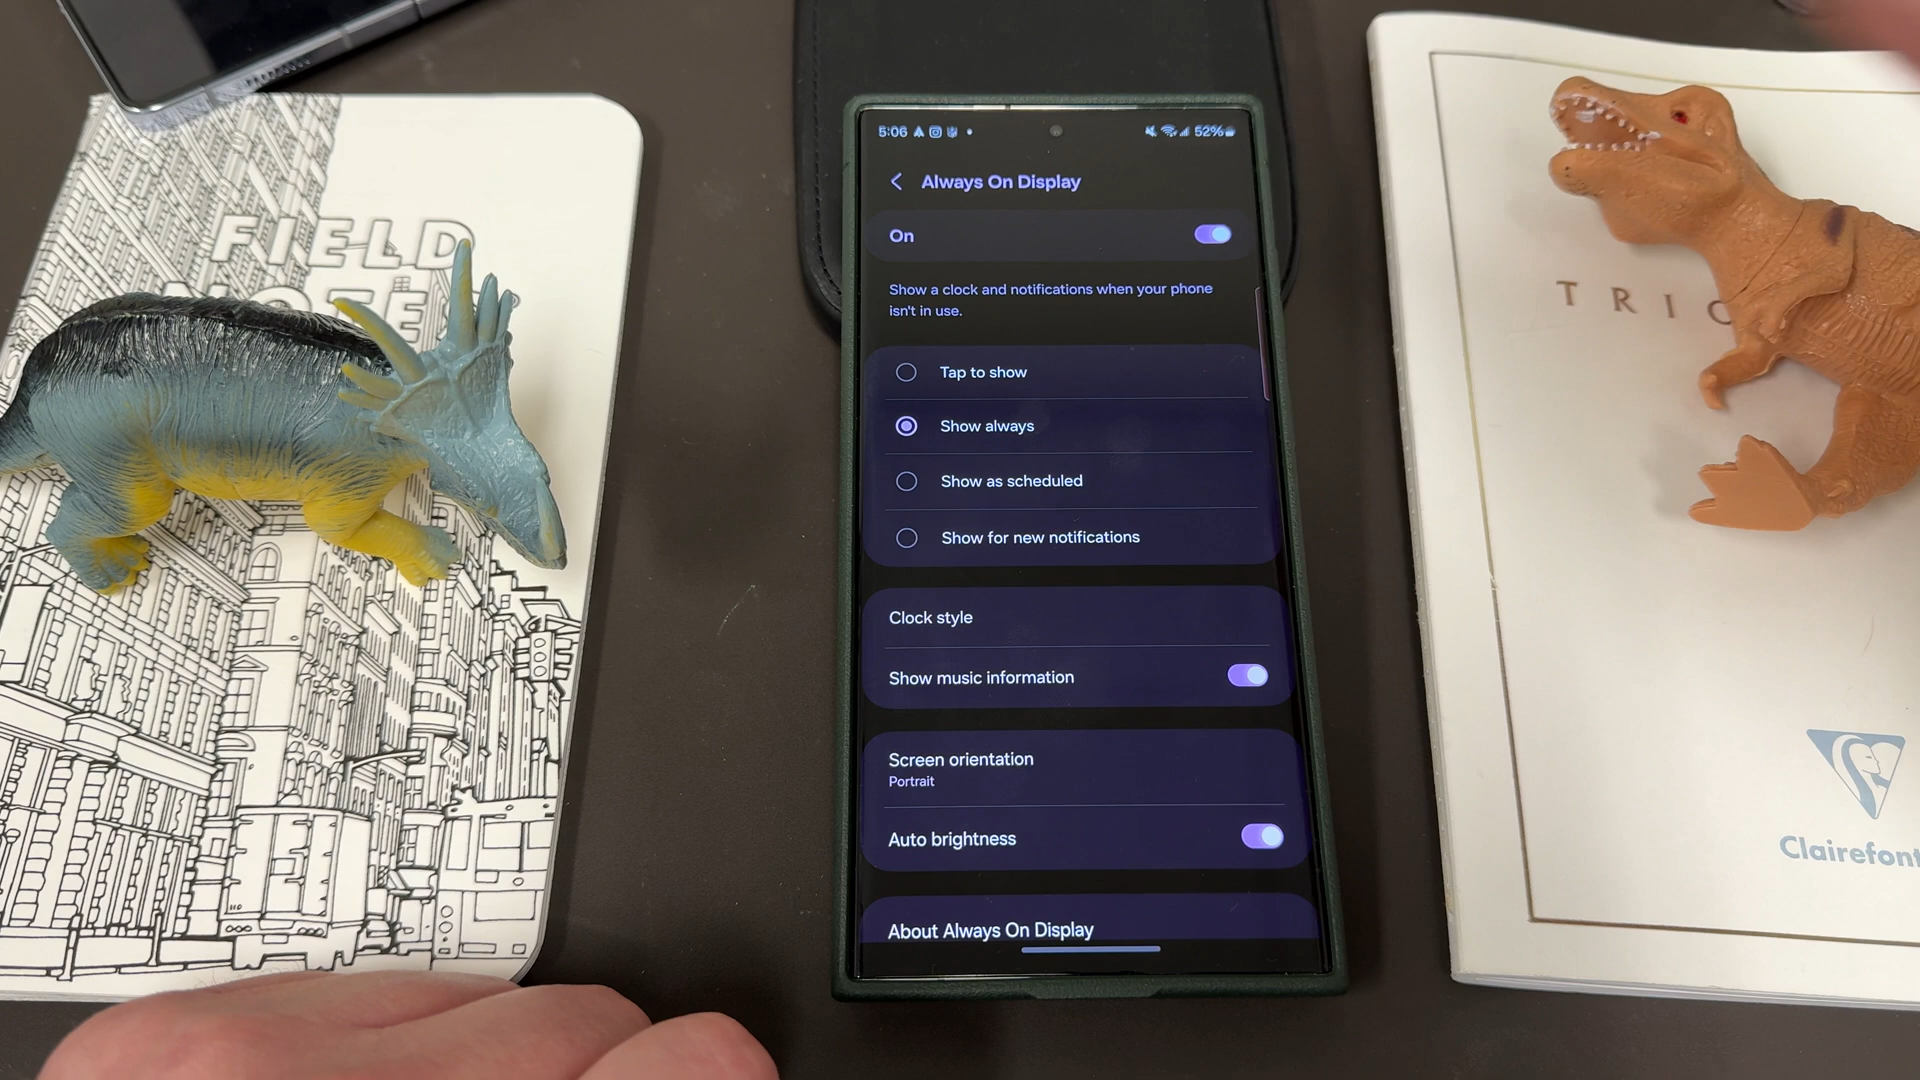 FIELD
NOTES
5:06
52%
Always On Display
On
Show a clock and notifications when your phone
isn't in use.
Tap to show
Show always
Show as scheduled
Show for new notifications
Clock style
Show music information
Screen orientation
Portrait
Auto brightness
About Always On Display
TRIO
Clairefont